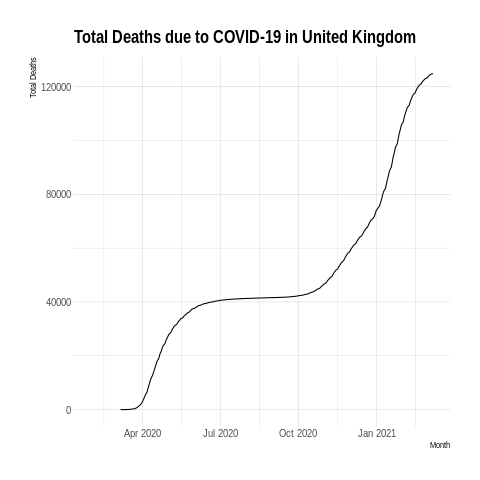 Total Deaths due to COVID-19 in United Kingdom
Total Deaths
120000
80000
40000
0
Apr 2020
Jul 2020
Oct 2020
Jan 2021
Month